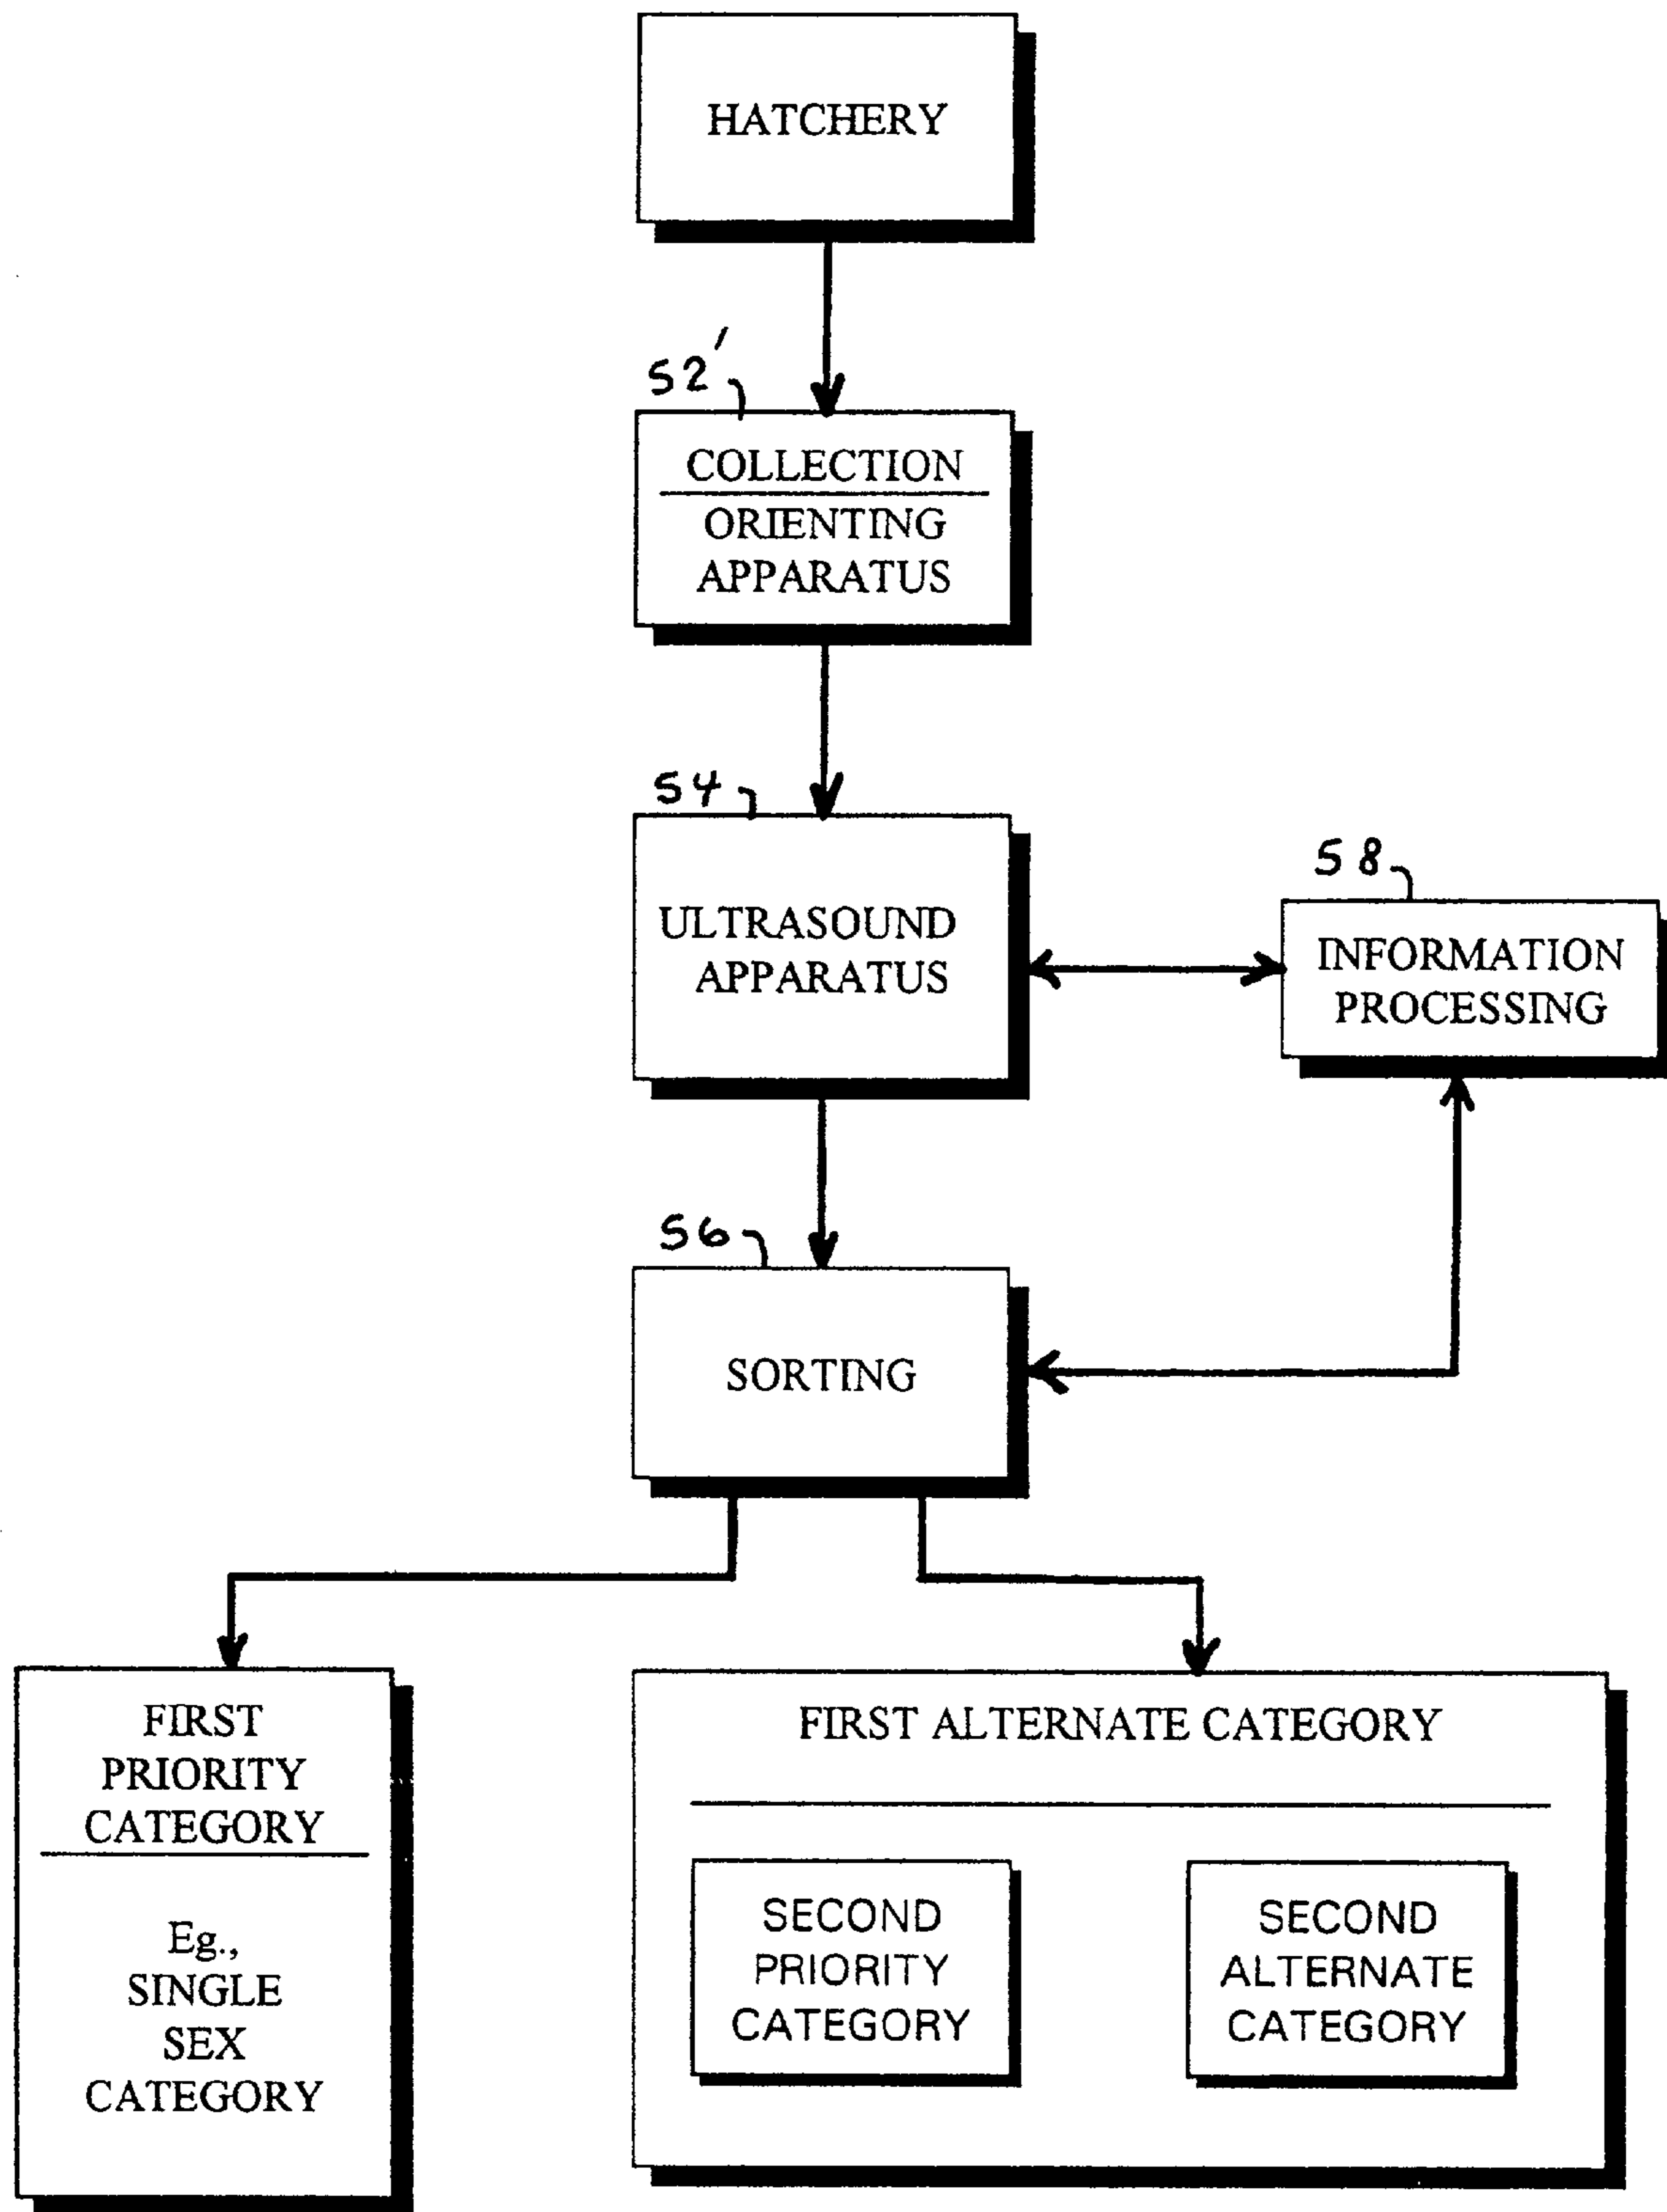 HATCHERY
52'
COLLECTION
ORIENTING
APPARATUS
54
ULTRASOUND
APPARATUS
58
INFORMATION
PROCESSING
56
SORTING
FIRST
PRIORITY
CATEGORY
Eg.,
SINGLE
SEX
CATEGORY
FIRST ALTERNATE CATEGORY
SECOND
PRIORITY
CATEGORY
SECOND
ALTERNATE
CATEGORY